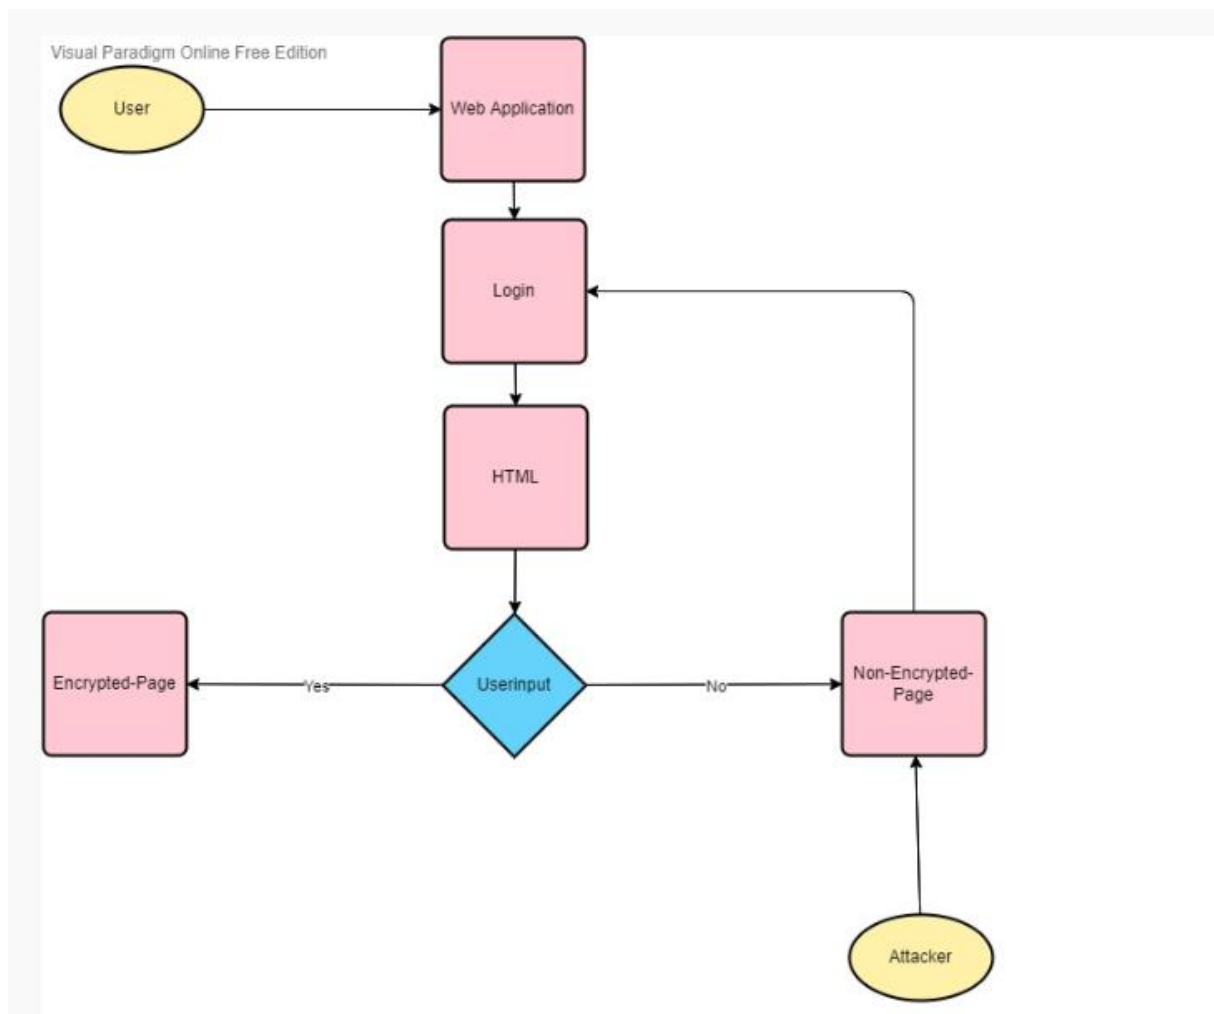 Visual Paradigm Online Free Edition
User
Web Application
Login
HTML
Encrypted-Page
Yes
Userinput
No
Non-Encrypted-
Page
Attacker